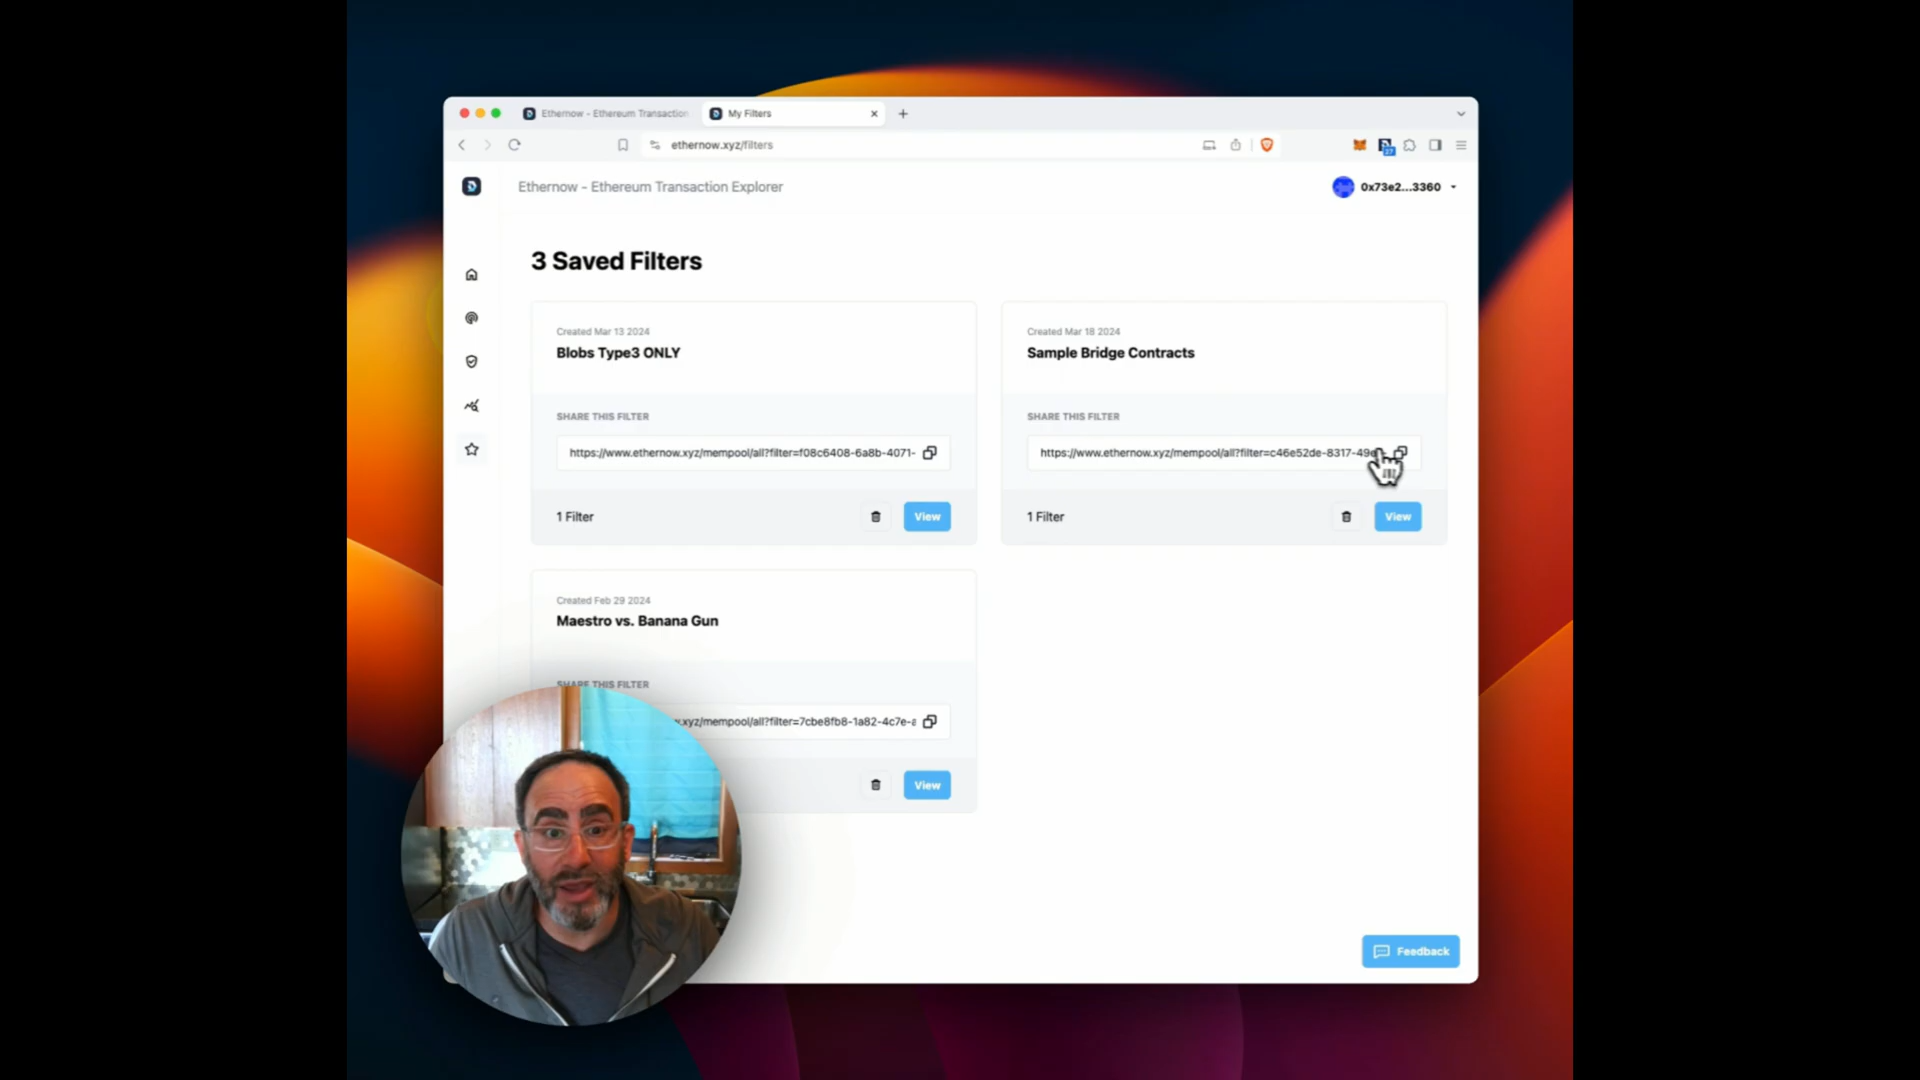 Ethernow - Ethereum Transaction
My Filters
ethernow.xyz/filters
27
Ethernow - Ethereum Transaction Explorer
0x73e2...3360
3 Saved Filters
Created Mar 13 2024
Blobs Type3 ONLY
SHARE THIS FILTER
https://www.ethernow.xyz/mempool/all?filter=f08c6408-6a8b-4071-
1 Filter
View
Created Mar 18 2024
Sample Bridge Contracts
SHARE THIS FILTER
https://www.ethernow.xyz/mempool/all?filter=c46e52de-8317-49
1 Filter
View
Created Feb 29 2024
Maestro vs. Banana Gun
SHARE THIS FILTER
w.xyz/mempool/all?filter=7cbe8fb8-1a82-4c7e-a
View
Feedback